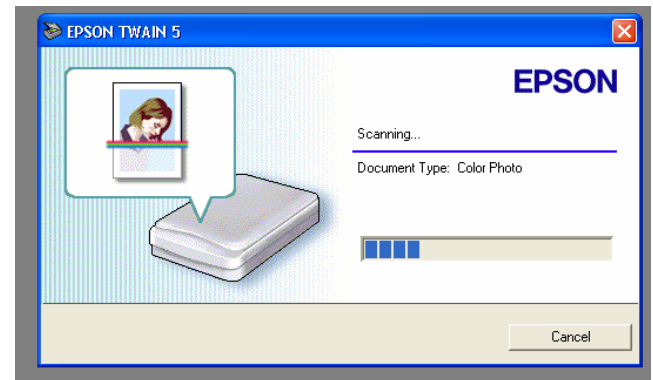 EPSON TWAIN 5
EPSON
Scanning...
Document Type: Color Photo
Cancel